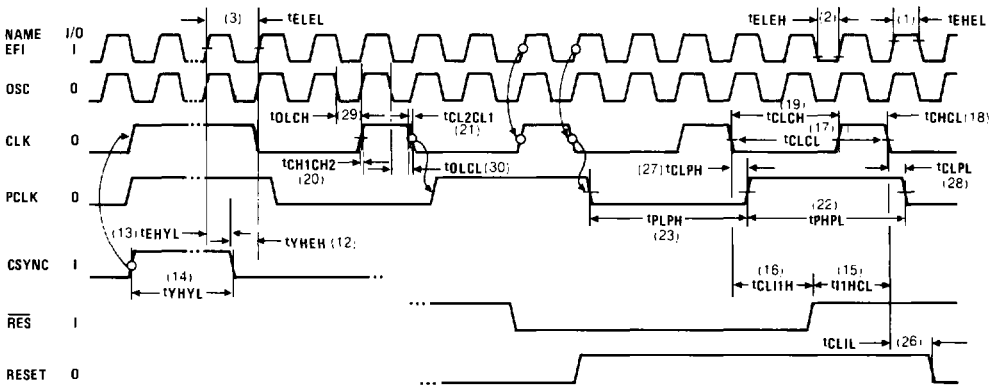 NAME I/O
(3) tELEL tELEH (2) (1) tEHEL
EFI I
OSC O
tOLCH (29) tCL2CL1 (19) tCLCH tCHCL (18)
(21) (17)
CLK O
tCLCL
tCH1CH2 tOLCL (30) (27) tCLPH tCLPL
(20) (28)
PCLK O
(22)
tPLPH tPHPL
(13) tEHYL tYHEH (12) (23)
CSYNC I
(14) (16) (15)
tYHYL tCLI1H tI1HCL
RES I
tCLIL (26)
RESET O